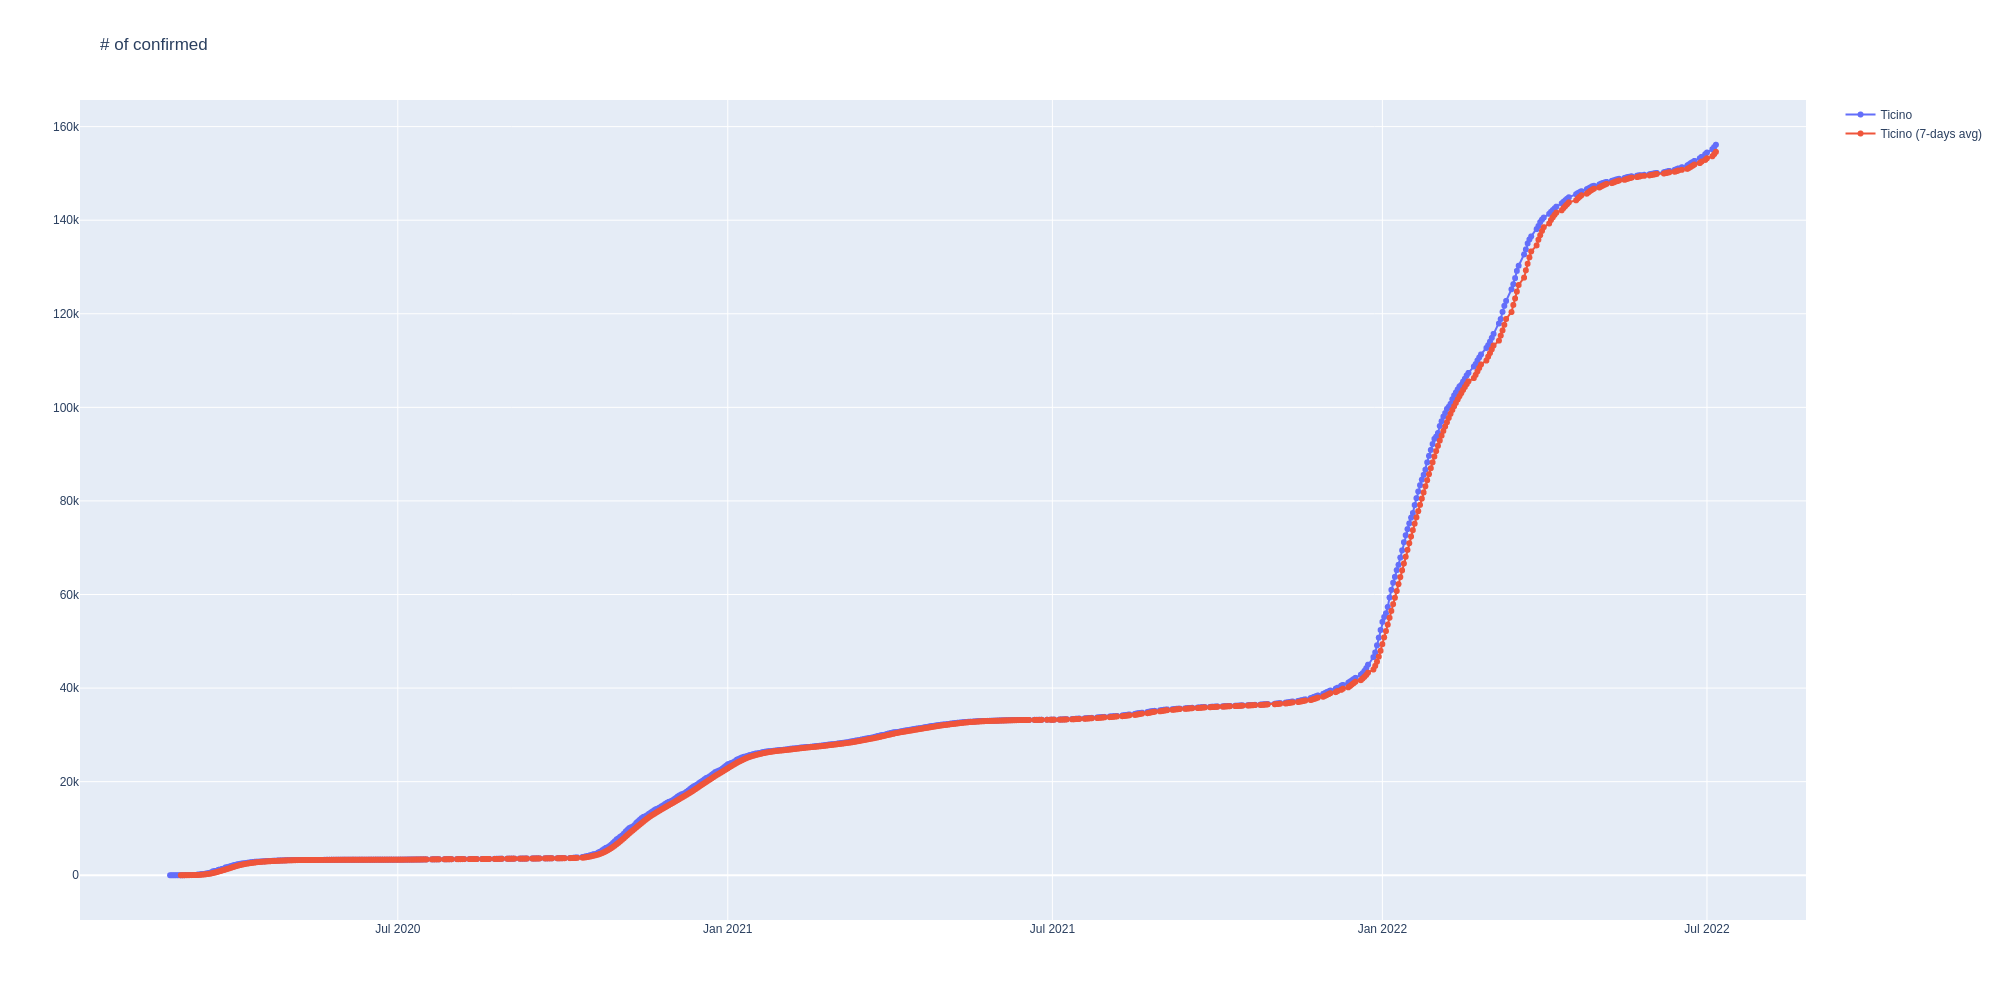 # of confirmed
Ticino
Ticino (7-days avg)
160k
140k
120k
100k
80k
60k
40k
20k
0
Jul 2020
Jan 2021
Jul 2021
Jan 2022
Jul 2022